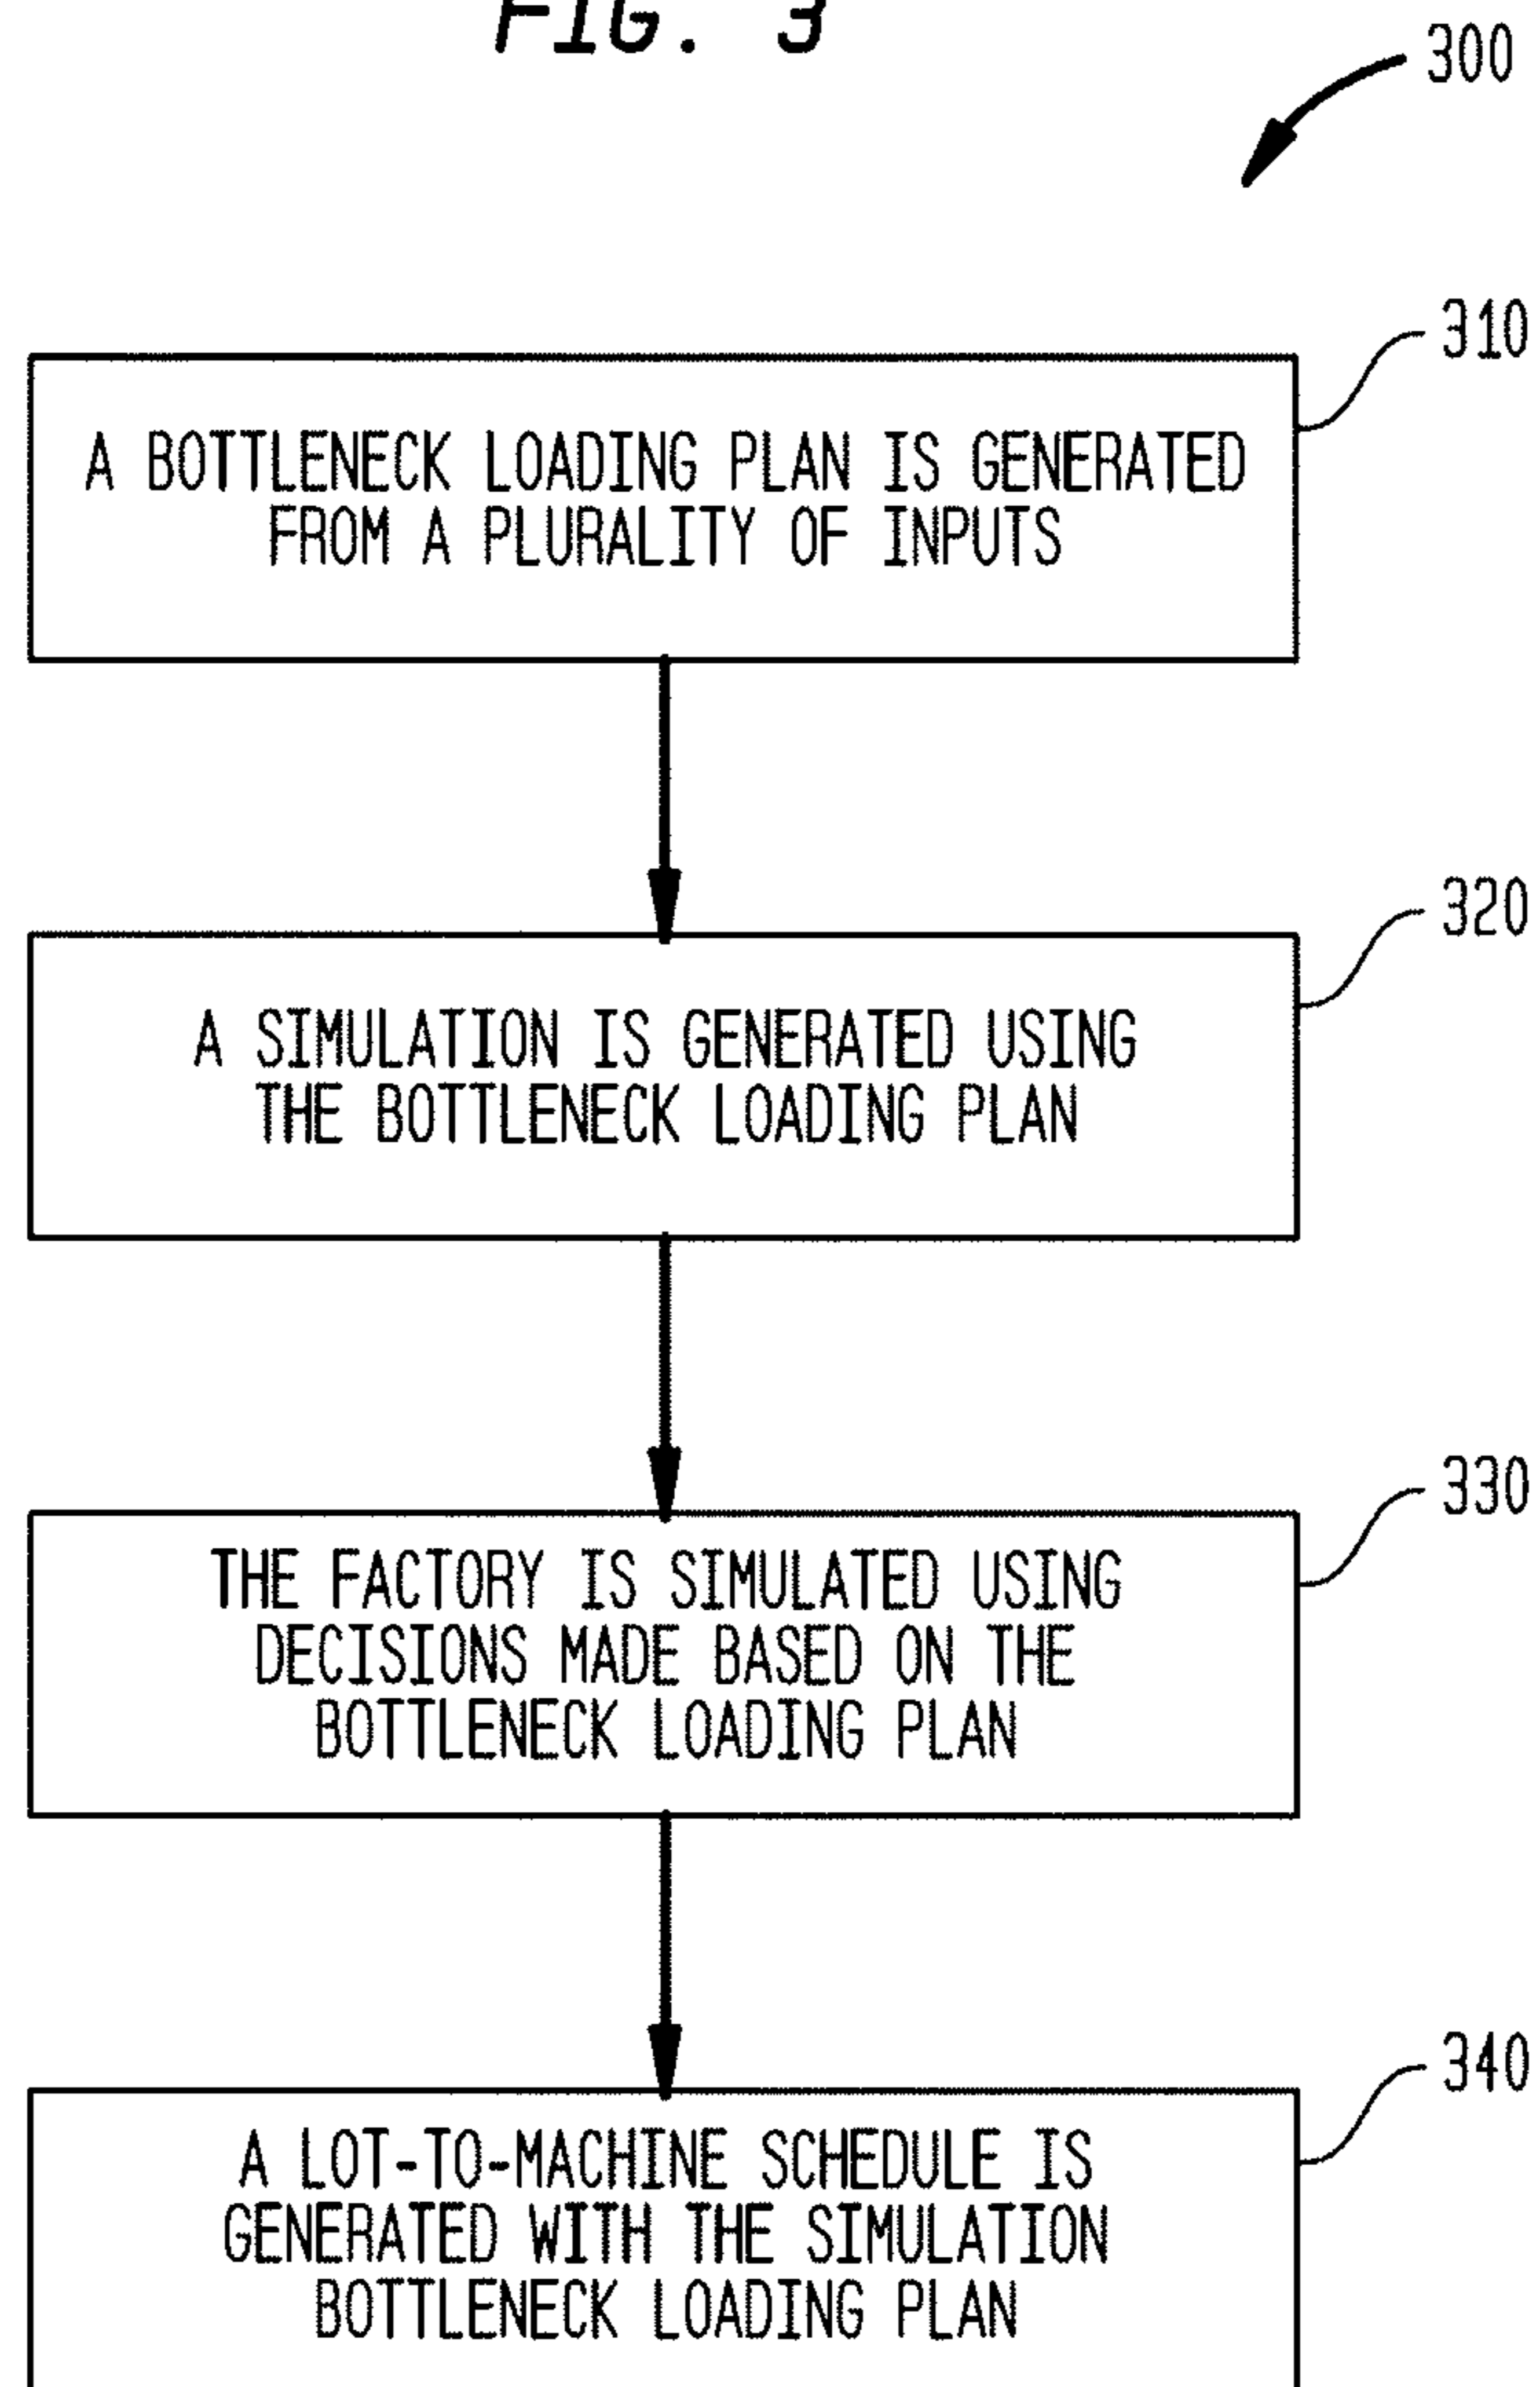 FIG. 3
300
310
A BOTTLENECK LOADING PLAN IS GENERATED
FROM A PLURALITY OF INPUTS
320
A SIMULATION IS GENERATED USING
THE BOTTLENECK LOADING PLAN
330
THE FACTORY IS SIMULATED USING
DECISIONS MADE BASED ON THE
BOTTLENECK LOADING PLAN
340
A LOT-TO-MACHINE SCHEDULE IS
GENERATED WITH THE SIMULATION
BOTTLENECK LOADING PLAN